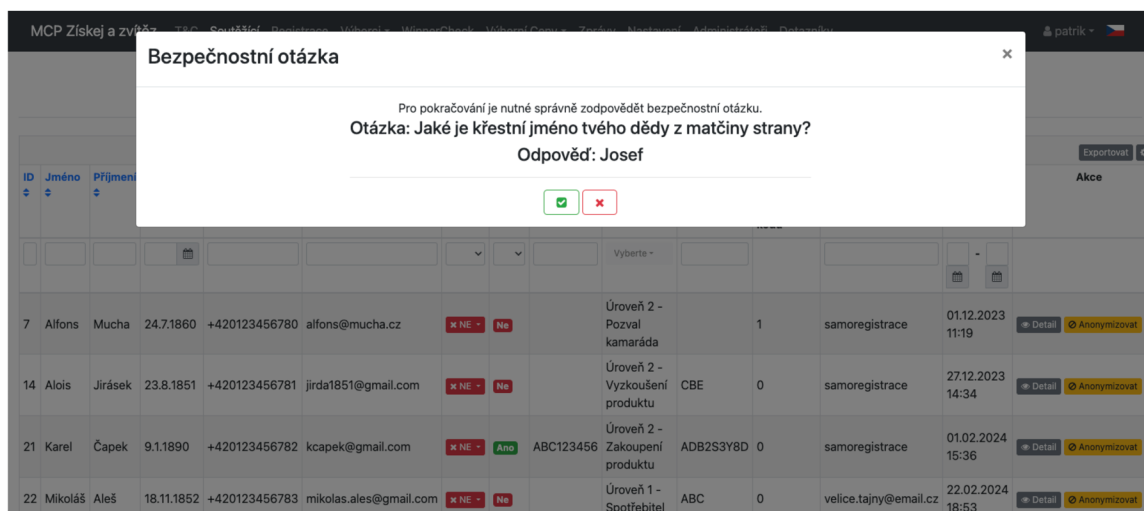 MCP Získej a zvítěz T&C Soutěžící Registrace Výherní WinnerCheck Výherní Ceny Zprávy Nastavení Administrátoři Dotazníky patrik
Bezpečnostní otázka ×
Pro pokračování je nutné správně zodpovědět bezpečnostní otázku.
Otázka: Jaké je křestní jméno tvého dědy z matčiny strany?
Odpověď: Josef
Exportovat
ID Jméno Příjmení Akce
Vyberte
-
Úroveň 2 -
7 Alfons Mucha 24.7.1860 +420123456780 alfons@mucha.cz NE Ne Pozval 1 samoregistrace 01.12.2023 Detail Anonymizovat
kamaráda 11:19
Úroveň 2 -
14 Alois Jirásek 23.8.1851 +420123456781 jirda1851@gmail.com NE Ne Vyzkoušení CBE 0 samoregistrace 27.12.2023 Detail Anonymizovat
produktu 14:34
Úroveň 2 -
21 Karel Čapek 9.1.1890 +420123456782 kcapek@gmail.com NE Ano ABC123456 Zakoupení ADB2S3Y8D 0 samoregistrace 01.02.2024 Detail Anonymizovat
produktu 15:36
Úroveň 1 -
22 Mikoláš Aleš 18.11.1852 +420123456783 mikolas.ales@gmail.com NE Ne Spotřebitel ABC 0 velice.tajny@email.cz 22.02.2024 Detail Anonymizovat
18:53